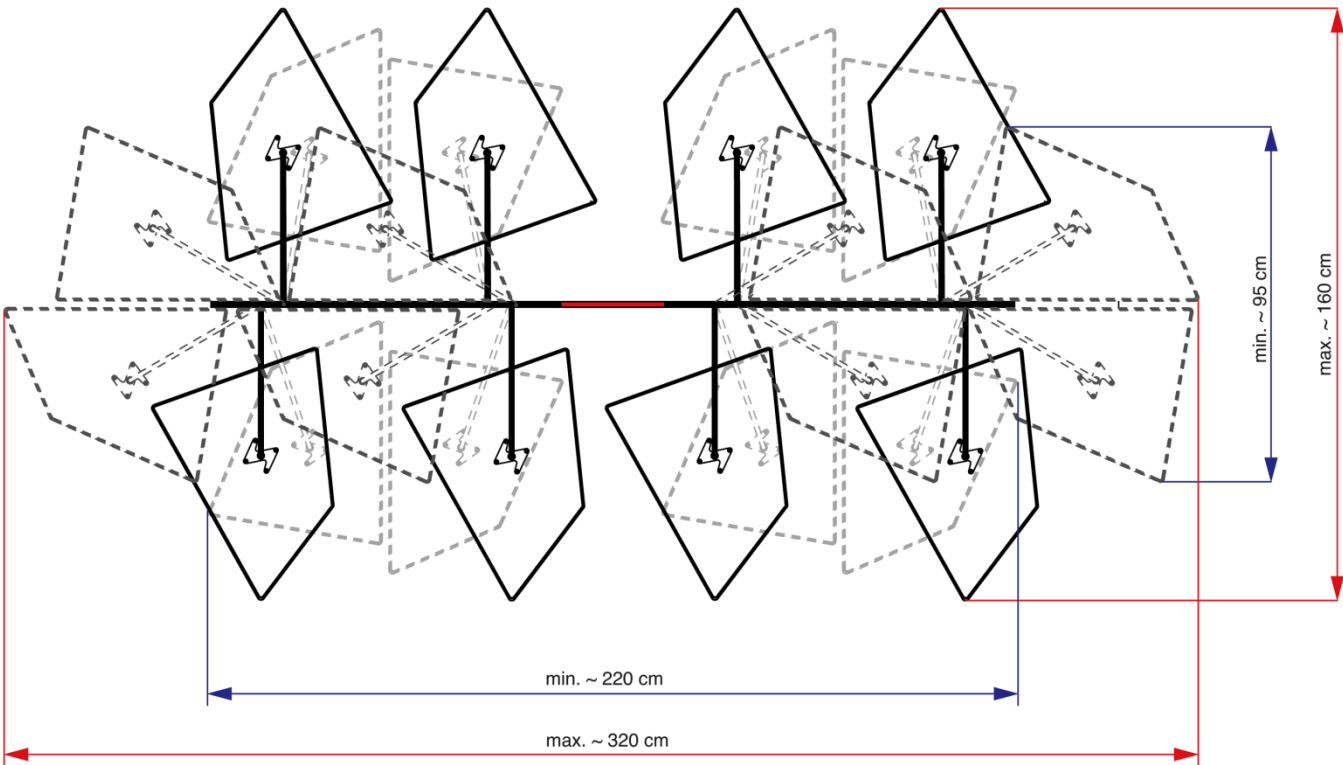 min. ~ 95 cm
max. ~ 160 cm
min. ~ 220 cm
max. ~ 320 cm